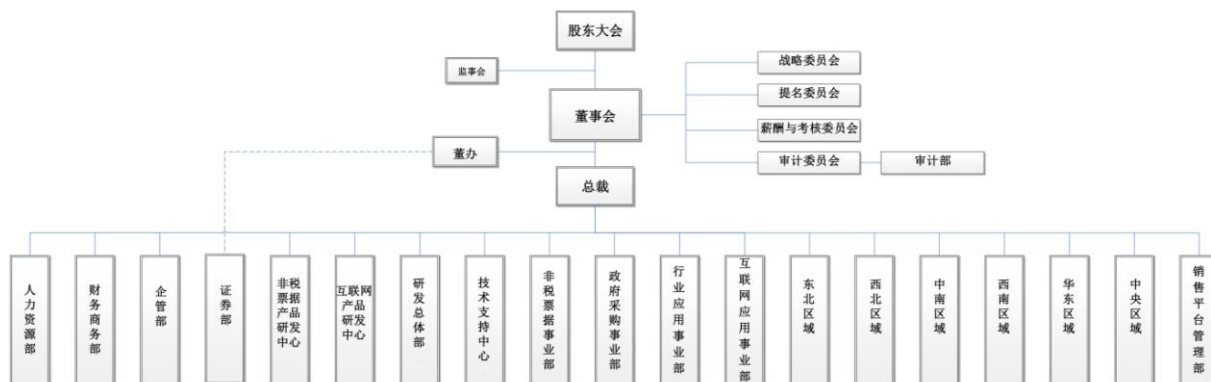 股东大会
监事会
战略委员会
提名委员会
董事会
薪酬与考核委员会
董办
审计委员会
审计部
总裁
人力资源部
财务商务部
企管部
证券部
非税票据产品研发中心
互联网产品研发中心
研发总体部
技术支持中心
非税票据事业部
政府采购事业部
行业应用事业部
互联网应用事业部
东北区域
西北区域
中南区域
西南区域
华东区域
中央区域
销售平台管理部